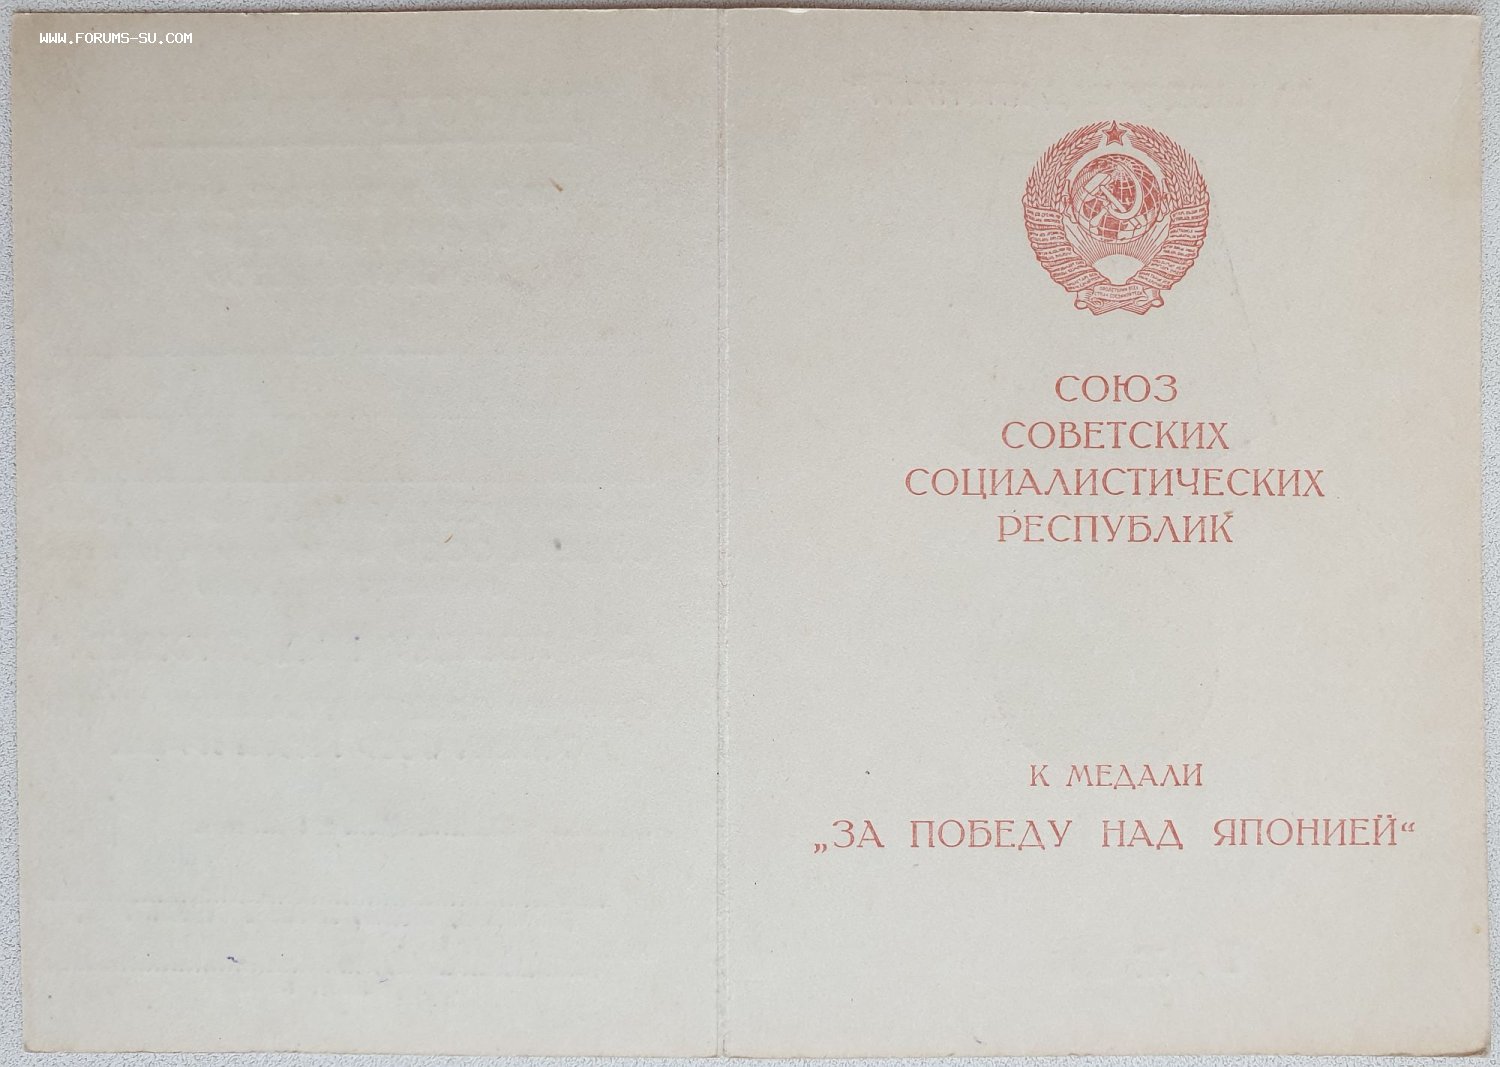 WWW.FORUMS-SU.COM
СОЮЗ
СОВЕТСКИХ
СОЦИАЛИСТИЧЕСКИХ
РЕСПУБЛИК
К МЕДАЛИ
„ЗА ПОБЕДУ НАД ЯПОНИЕЙ“